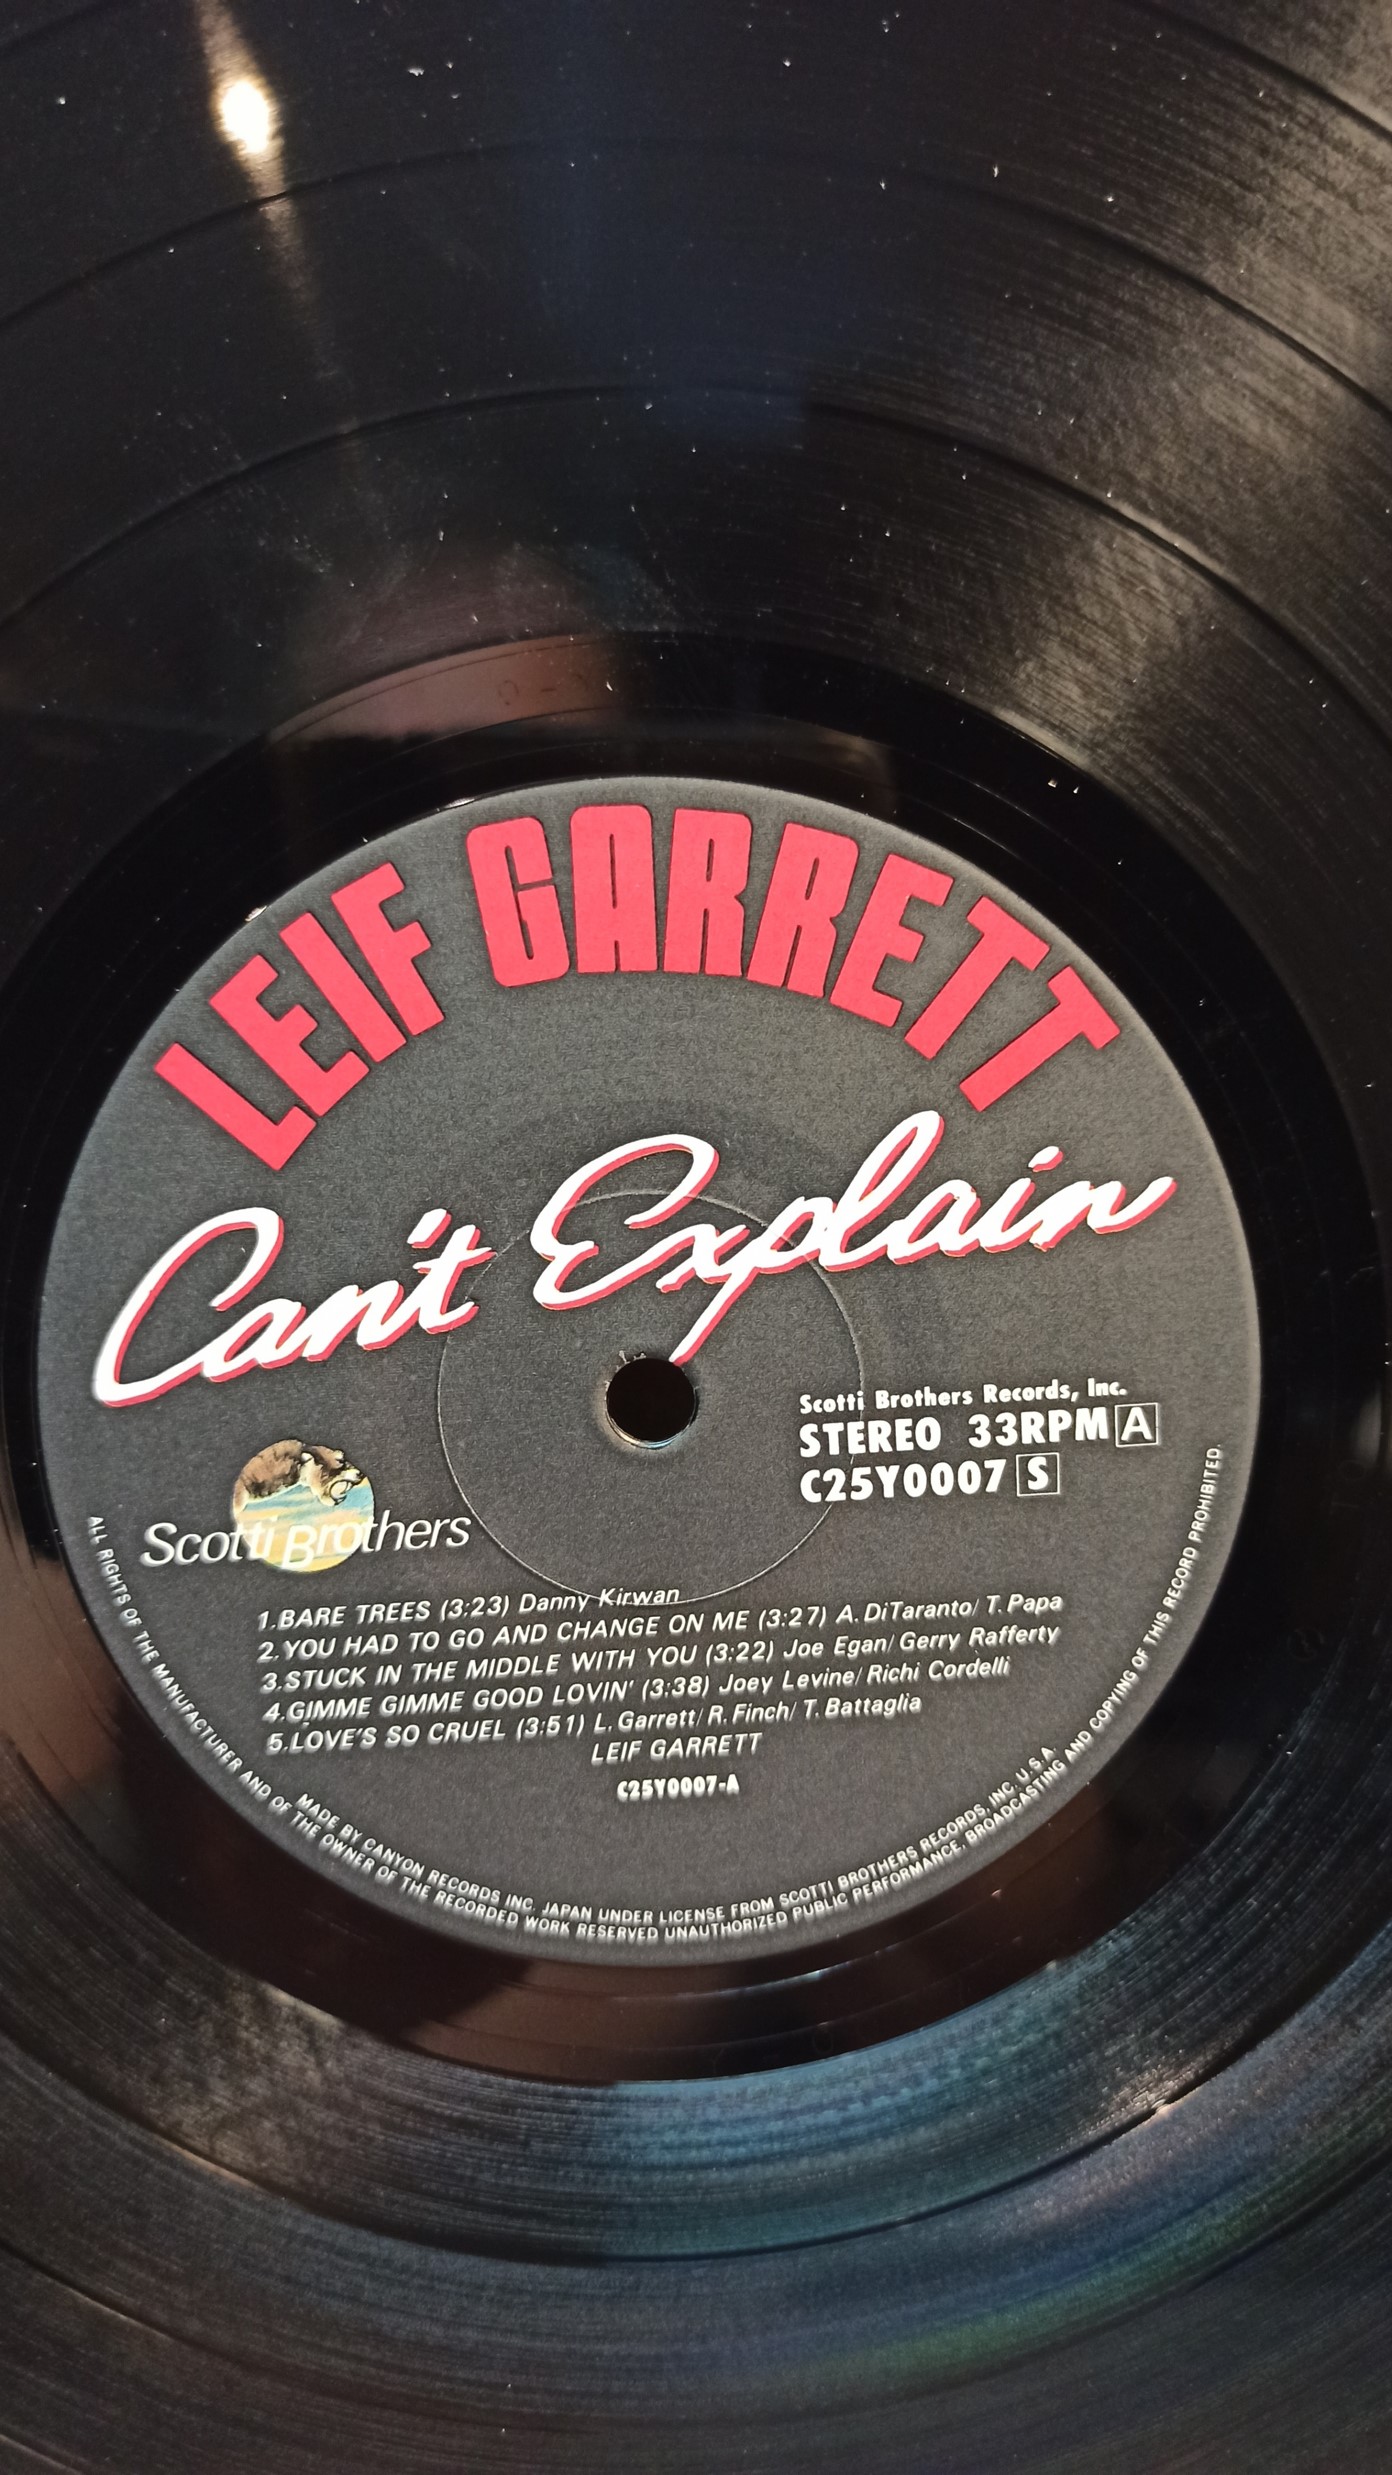 LEIF GARRETT
Can't Explain
Scotti Brothers Records, Inc.
STEREO 33RPM A
C25Y0007 S
Scotti Brothers
1.BARE TREES (3:23) Danny Kirwan
2.YOU HAD TO GO AND CHANGE ON ME (3:27) A.DiTaranto/T.Papa
3.STUCK IN THE MIDDLE WITH YOU (3:22) Joe Egan/Gerry Rafferty
4.GIMME GIMME GOOD LOVIN' (3:38) Joey Levine/Richi Cordelli
5.LOVE'S SO CRUEL (3:51) L.Garrett/R.Finch/T.Battaglia
LEIF GARRETT
C25Y0007-A
MADE BY CANYON RECORDS INC. JAPAN UNDER LICENSE FROM SCOTTI BROTHERS RECORDS, INC. U.S.A.
ALL RIGHTS OF THE MANUFACTURER AND OF THE OWNER OF THE RECORDED WORK RESERVED UNAUTHORIZED PUBLIC PERFORMANCE, BROADCASTING AND COPYING OF THIS RECORD PROHIBITED.